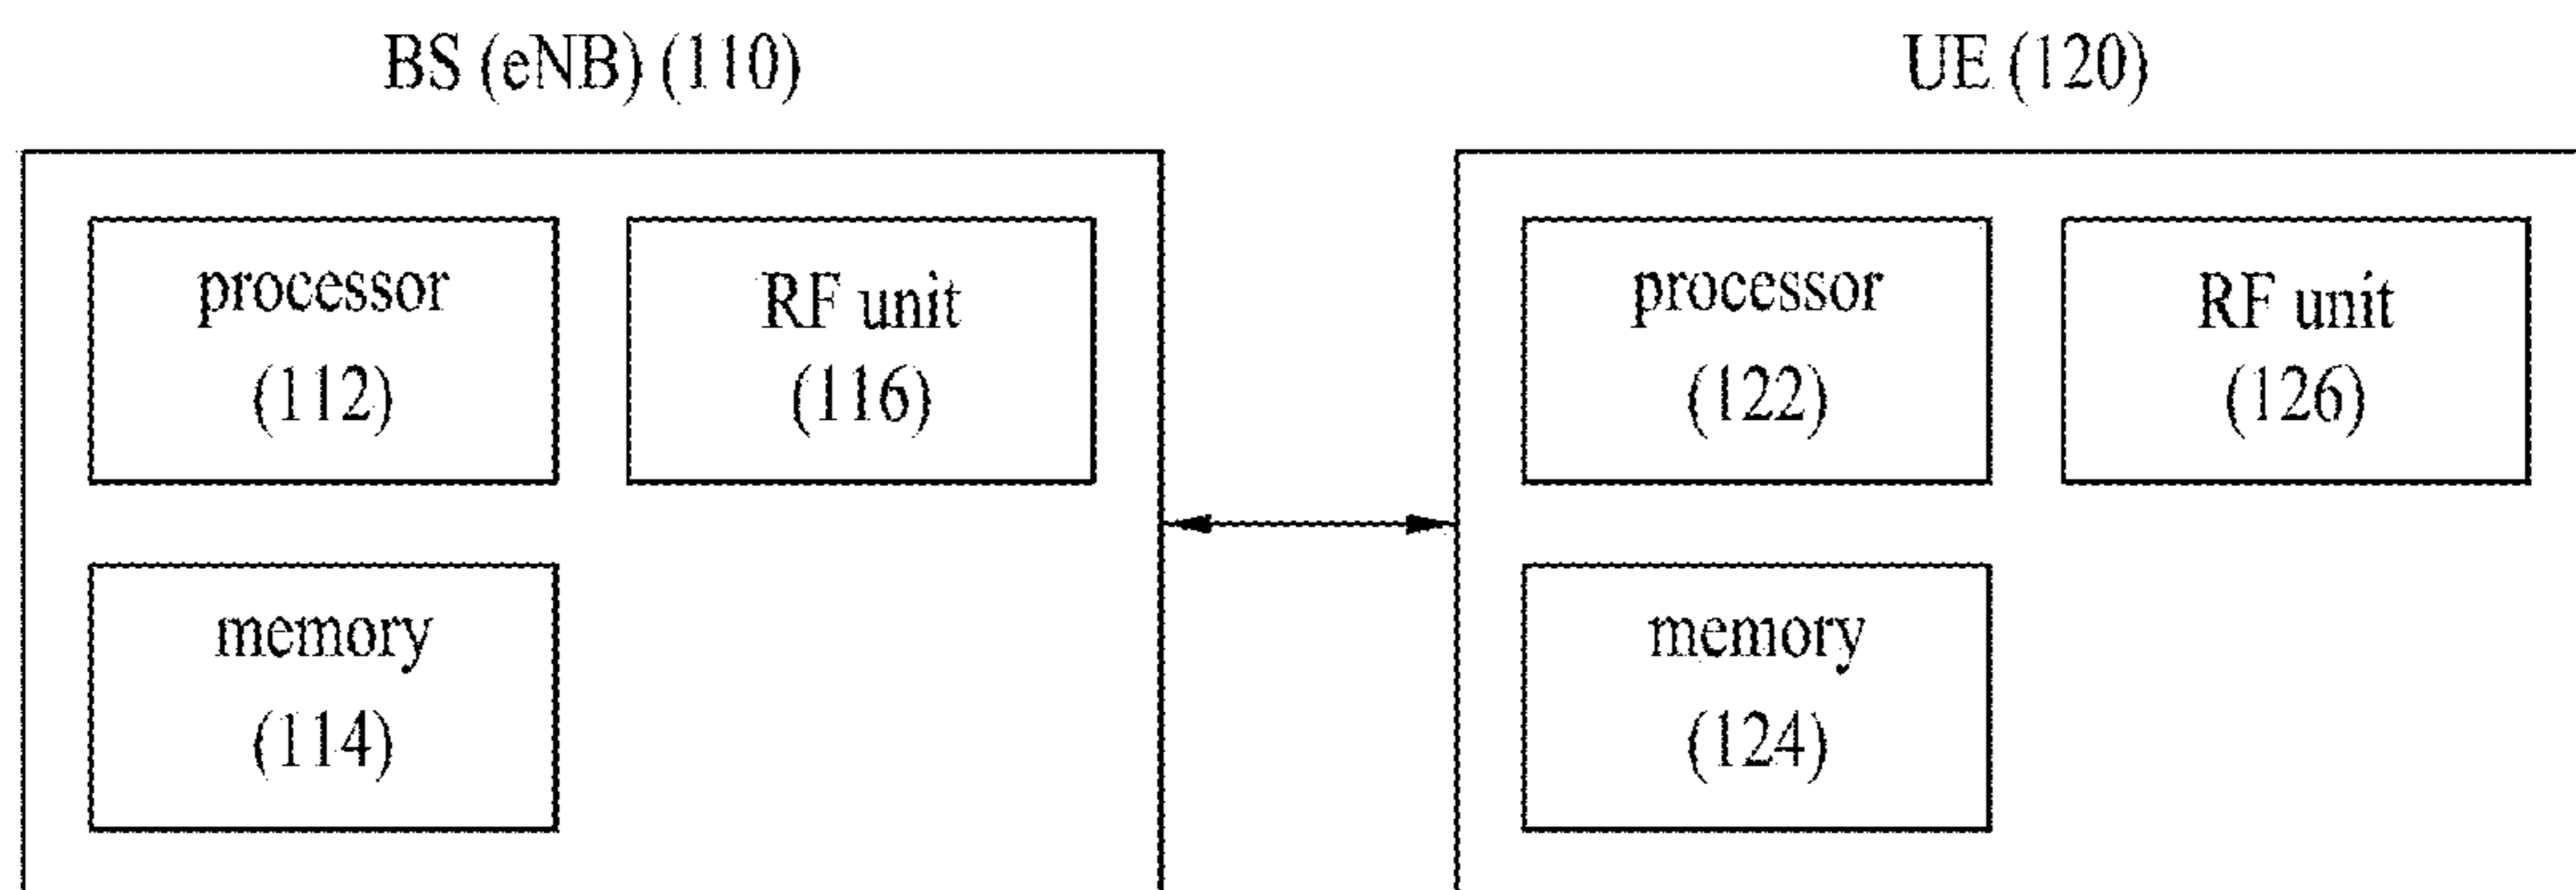 BS (eNB) (110)
processor
(112)
RF unit
(116)
memory
(114)
UE (120)
processor
(122)
RF unit
(126)
memory
(124)